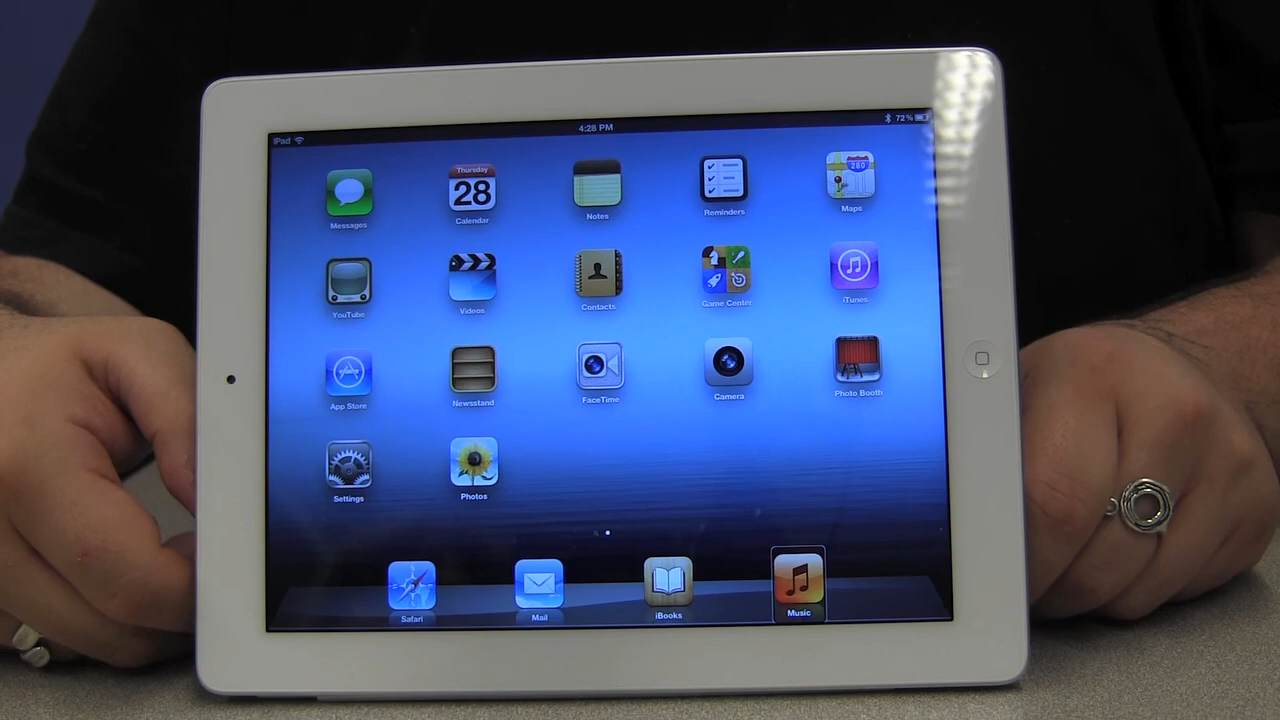 iPad
4:28 PM
72%
Messages
Thursday
28
Calendar
Notes
Reminders
280
Maps
YouTube
Videos
Contacts
Game Center
iTunes
App Store
Newsstand
FaceTime
Camera
Photo Booth
Settings
Photos
Safari
Mail
iBooks
Music